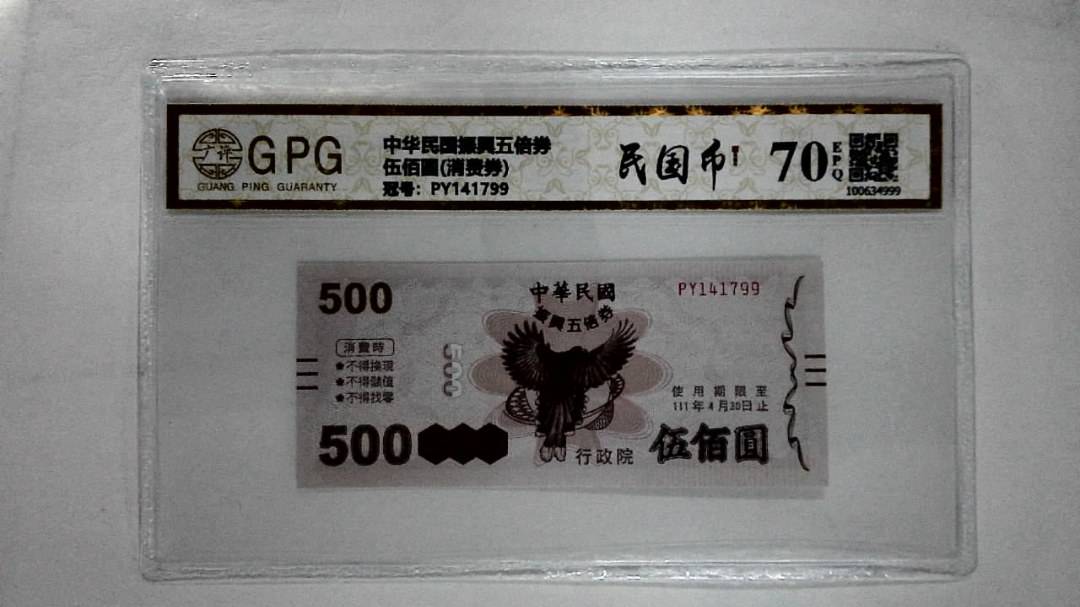 广评
GPG
GUANG PING GUARANTY
中华民国振興五倍券
伍佰圓(消费券)
冠号: PY141799
民国币
70
EPQ
100634999
500
中華民國
振興五倍券
PY141799
消費時
不得換現
不得儲值
不得找零
500
使用期限至
111年4月30日止
500
行政院
伍佰圓